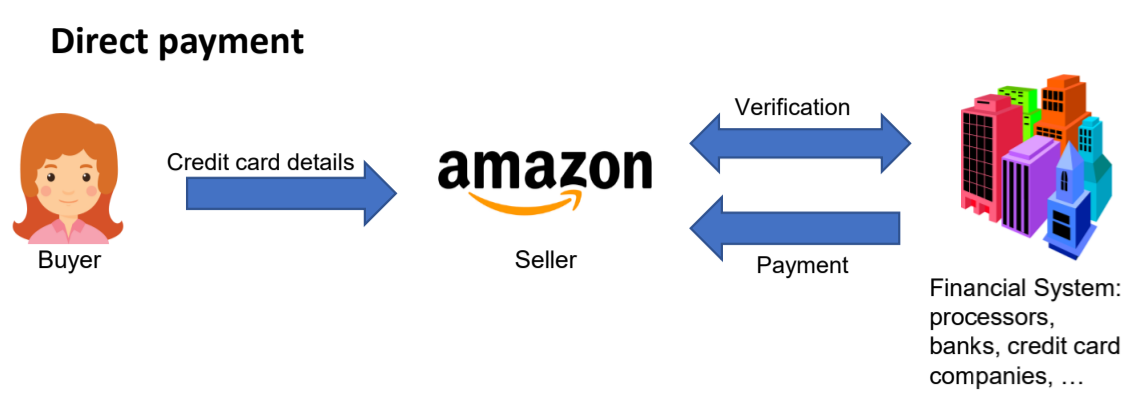 Direct payment
Credit card details
Buyer
amazon
Seller
Verification
Payment
Financial System:
processors,
banks, credit card
companies, …